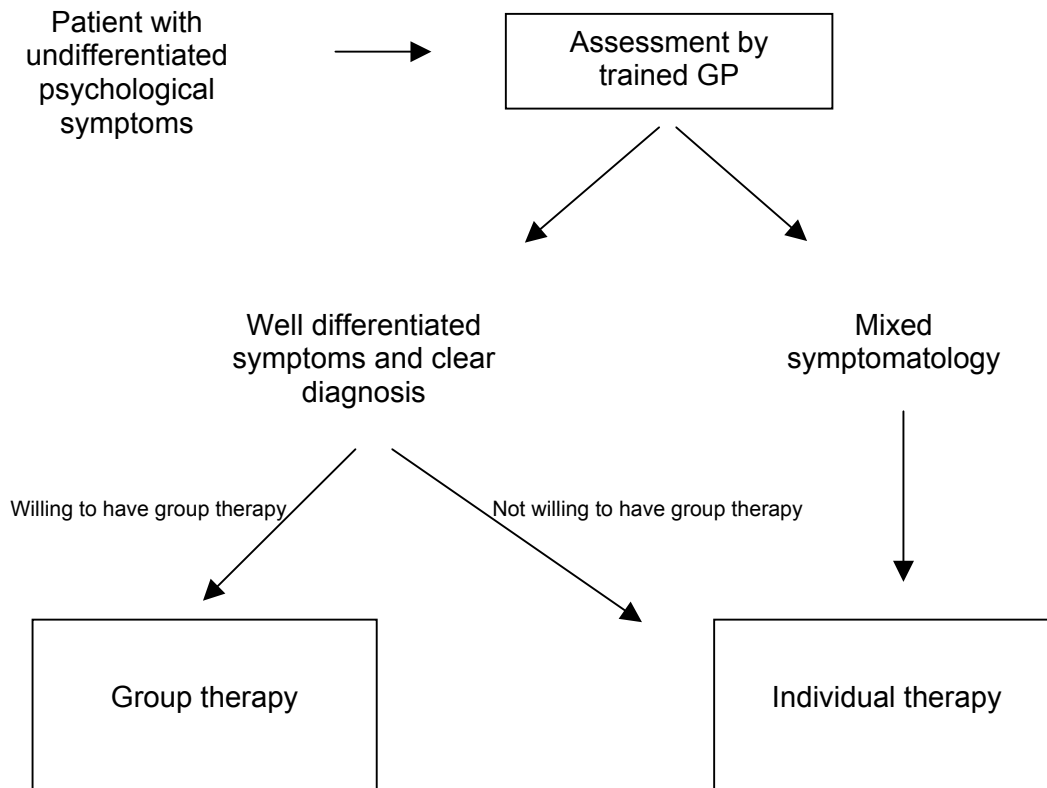 Patient with
undifferentiated
psychological
symptoms
Assessment by
trained GP
Well differentiated
symptoms and clear
diagnosis
Mixed
symptomatology
Willing to have group therapy
Not willing to have group therapy
Group therapy
Individual therapy